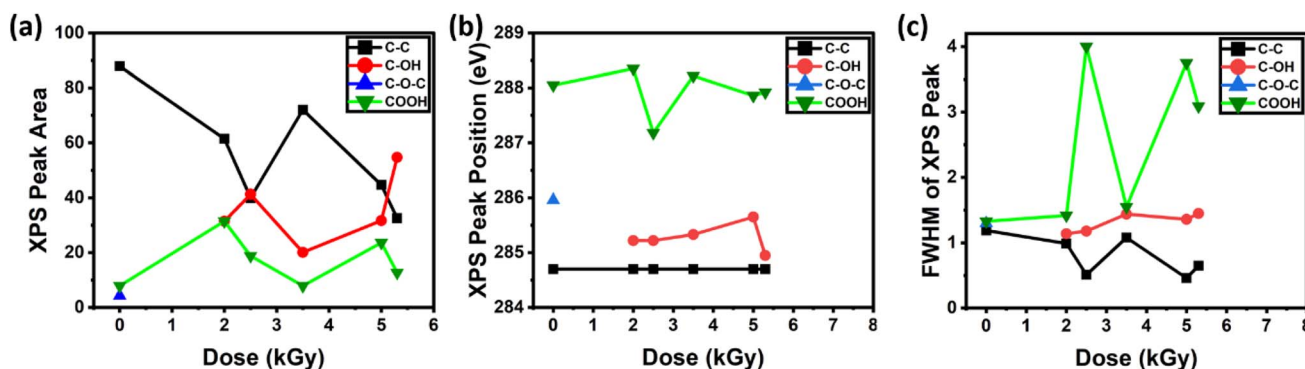 (a)
XPS Peak Area
100
80
60
40
20
0
C-C
C-OH
C-O-C
COOH
0 1 2 3 4 5 6
Dose (kGy)
(b)
XPS Peak Position (eV)
289
288
287
286
285
284
C-C
C-OH
C-O-C
COOH
0 1 2 3 4 5 6 7 8
Dose (kGy)
(c)
FWHM of XPS Peak
4
3
2
1
0
C-C
C-OH
C-O-C
COOH
0 1 2 3 4 5 6 7 8
Dose (kGy)